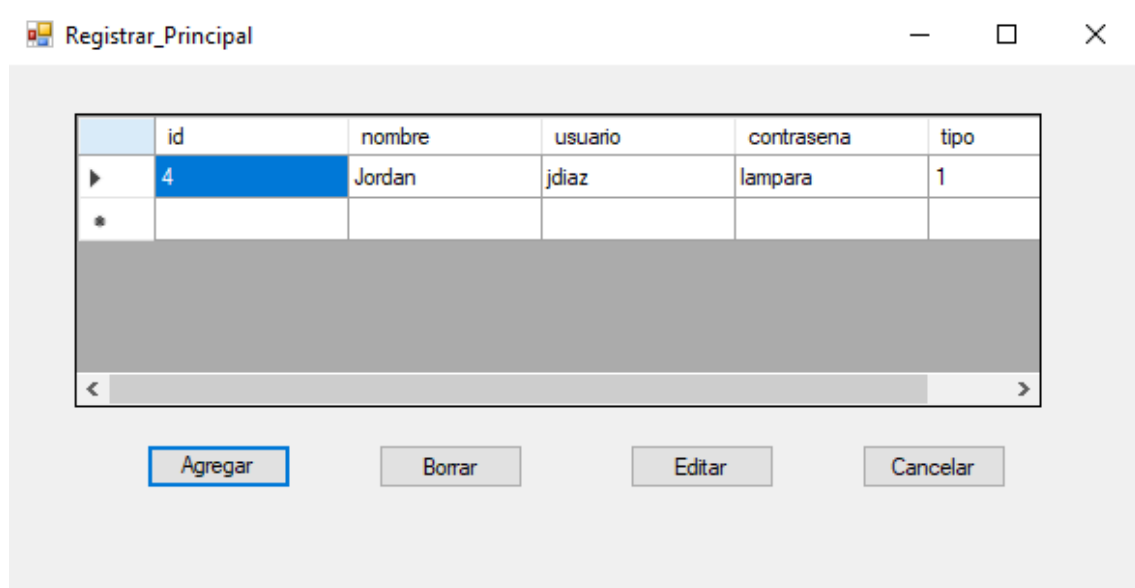 Registrar_Principal
id nombre usuario contrasena tipo
4 Jordan jdiaz lampara 1
Agregar Borrar Editar Cancelar